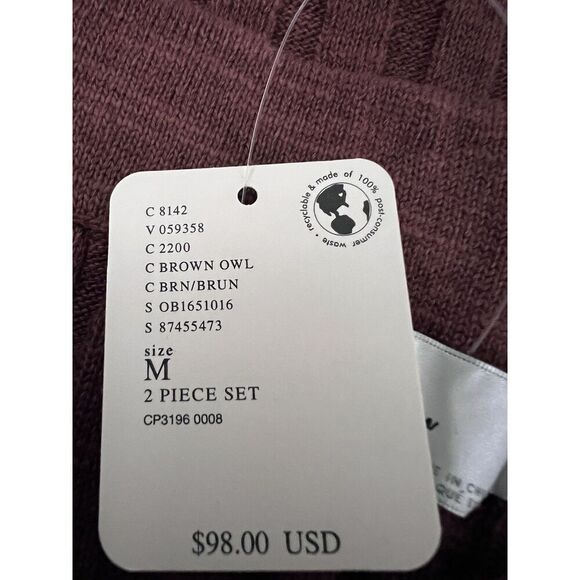 C 8142
V 059358
C 2200
C BROWN OWL
C BRN/BRUN
S OB1651016
S 87455473
size
M
2 PIECE SET
CP3196 0008
$98.00 USD
recyclable & made of 100% post-consumer waste •
IN